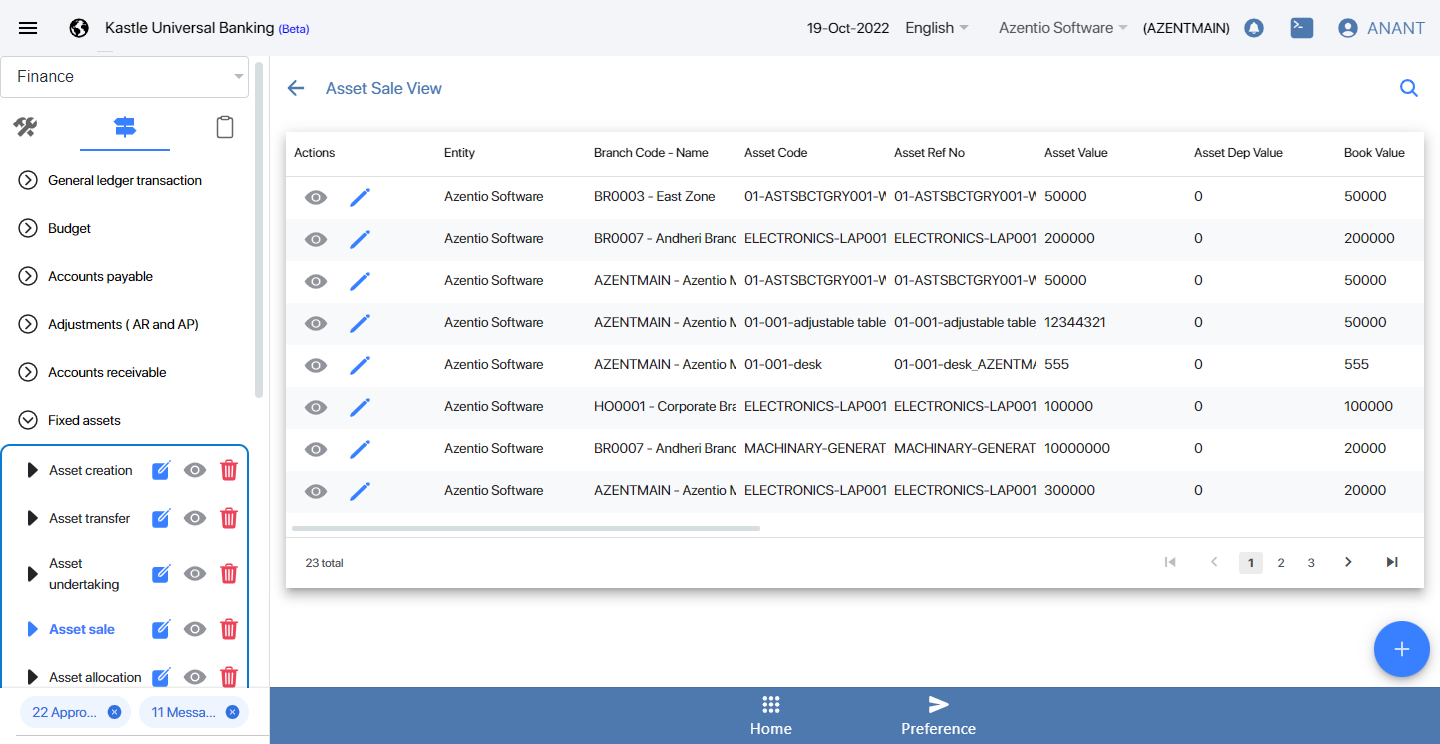 Kastle Universal Banking (Beta)
19-Oct-2022 English Azentio Software (AZENTMAIN) ANANT
Finance
General ledger transaction
Budget
Accounts payable
Adjustments ( AR and AP)
Accounts receivable
Fixed assets
Asset creation
Asset transfer
Asset
undertaking
Asset sale
Asset allocation
22 Appro... 11 Messa...
Asset Sale View
Actions Entity Branch Code - Name Asset Code Asset Ref No Asset Value Asset Dep Value Book Value
Azentio Software BR0003 - East Zone 01-ASTSBCTGRY001-W 01-ASTSBCTGRY001-W 50000 0 50000
Azentio Software BR0007 - Andheri Branc ELECTRONICS-LAP001 ELECTRONICS-LAP001 200000 0 200000
Azentio Software AZENTMAIN - Azentio M 01-ASTSBCTGRY001-W 01-ASTSBCTGRY001-W 50000 0 50000
Azentio Software AZENTMAIN - Azentio M 01-001-adjustable table 01-001-adjustable table 12344321 0 50000
Azentio Software AZENTMAIN - Azentio M 01-001-desk 01-001-desk_AZENTMA 555 0 555
Azentio Software HO0001 - Corporate Bra ELECTRONICS-LAP001 ELECTRONICS-LAP001 100000 0 100000
Azentio Software BR0007 - Andheri Branc MACHINARY-GENERAT MACHINARY-GENERAT 10000000 0 20000
Azentio Software AZENTMAIN - Azentio M ELECTRONICS-LAP001 ELECTRONICS-LAP001 300000 0 20000
23 total 1 2 3
Home Preference